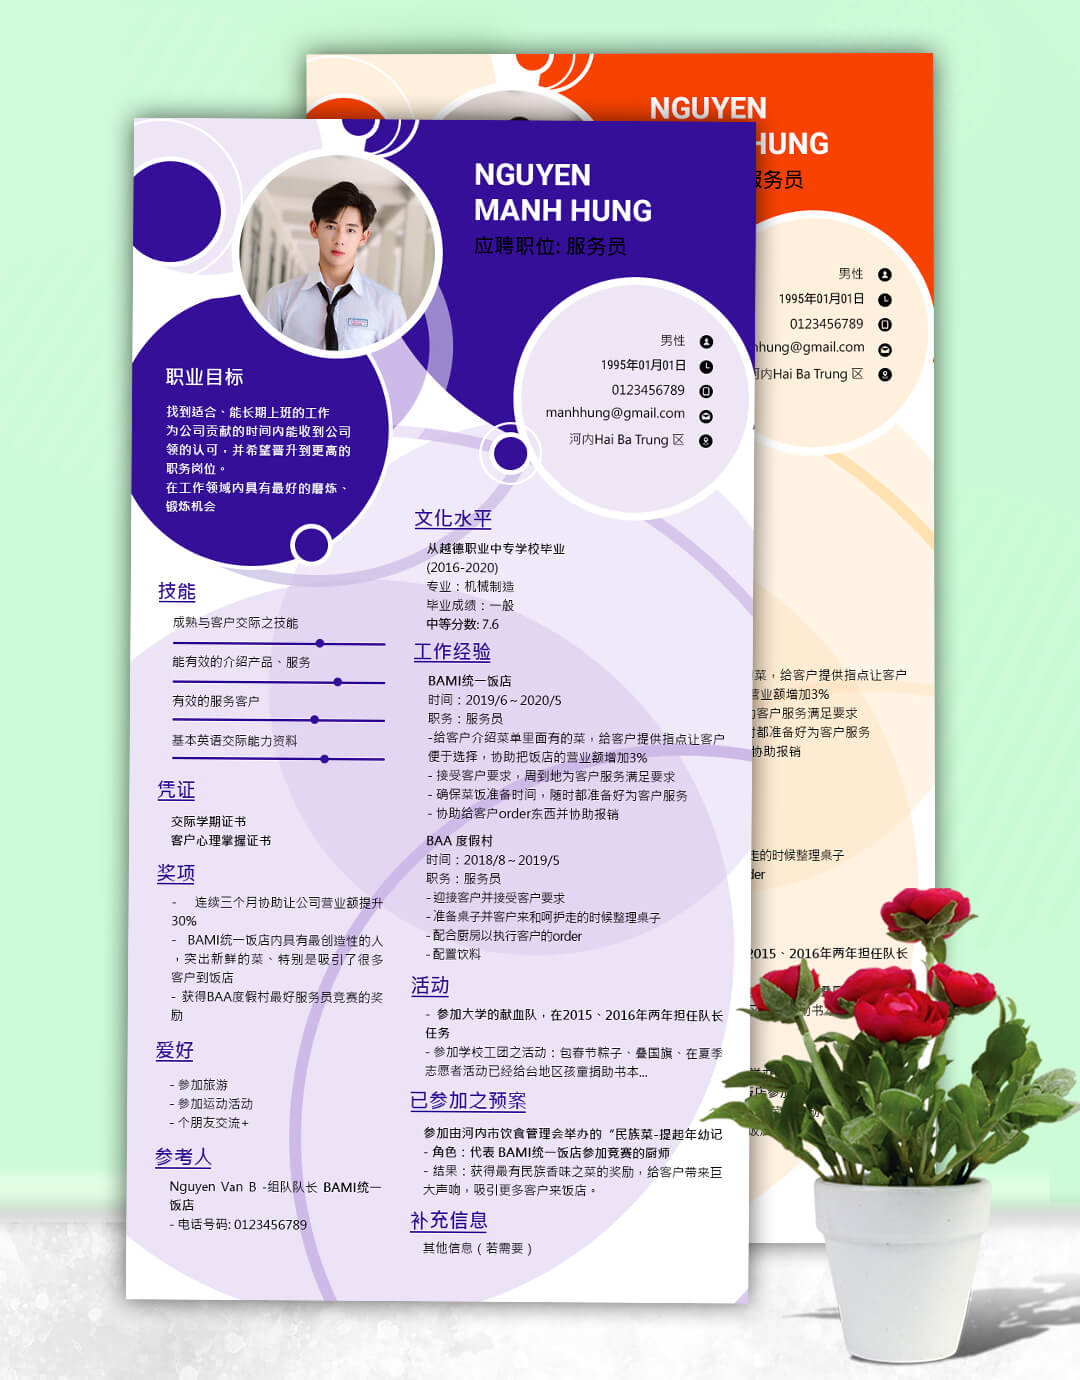 NGUYEN
MANH HUNG
应聘职位: 服务员
男性
1995年01月01日
0123456789
manhhung@gmail.com
河内Hai Ba Trung 区
职业目标
找到适合、能长期上班的工作
为公司贡献的时间内能收到公司
领的认可，并希望晋升到更高的
职务岗位。
在工作领域内具有最好的磨炼、
锻炼机会
技能
成熟与客户交际之技能
能有效的介绍产品、服务
有效的服务客户
基本英语交际能力资料
凭证
交际学期证书
客户心理掌握证书
奖项
- 连续三个月协助让公司营业额提升
30%
- BAMI统一饭店内具有最创造性的人
，突出新鲜的菜、特别是吸引了很多
客户到饭店
- 获得BAA度假村最好服务员竞赛的奖
励
爱好
- 参加旅游
- 参加运动活动
- 个朋友交流+
参考人
Nguyen Van B -组队队长 BAMI统一
饭店
- 电话号码: 0123456789
文化水平
从越德职业中专学校毕业
(2016-2020)
专业：机械制造
毕业成绩：一般
中等分数: 7.6
工作经验
BAMI统一饭店
时间：2019/6～2020/5
职务：服务员
-给客户介绍菜单里面有的菜，给客户提供指点让客户
便于选择，协助把饭店的营业额增加3%
- 接受客户要求，周到地为客户服务满足要求
- 确保菜饭准备时间，随时都准备好为客户服务
- 协助给客户order东西并协助报销
BAA 度假村
时间：2018/8～2019/5
职务：服务员
- 迎接客户并接受客户要求
- 准备桌子并客户来和呵护走的时候整理桌子
- 配合厨房以执行客户的order
- 配置饮料
活动
- 参加大学的献血队，在2015、2016年两年担任队长
任务
- 参加学校工团之活动：包春节粽子、叠国旗、在夏季
志愿者活动已经给台地区孩童捐助书本...
已参加之预案
参加由河内市饮食管理会举办的“民族菜-提起年幼记
- 角色：代表 BAMI统一饭店参加竞赛的厨师
- 结果：获得最有民族香味之菜的奖励，给客户带来巨
大声响，吸引更多客户来饭店。
补充信息
其他信息（若需要）
NGUYEN
HUNG
服务员
男性
1995年01月01日
0123456789
hung@gmail.com
河内Hai Ba Trung 区
菜，给客户提供指点让客户
营业额增加3%
客户服务满足要求
都准备好为客户服务
协助报销
走的时候整理桌子
der
2015、2016年两年担任队长